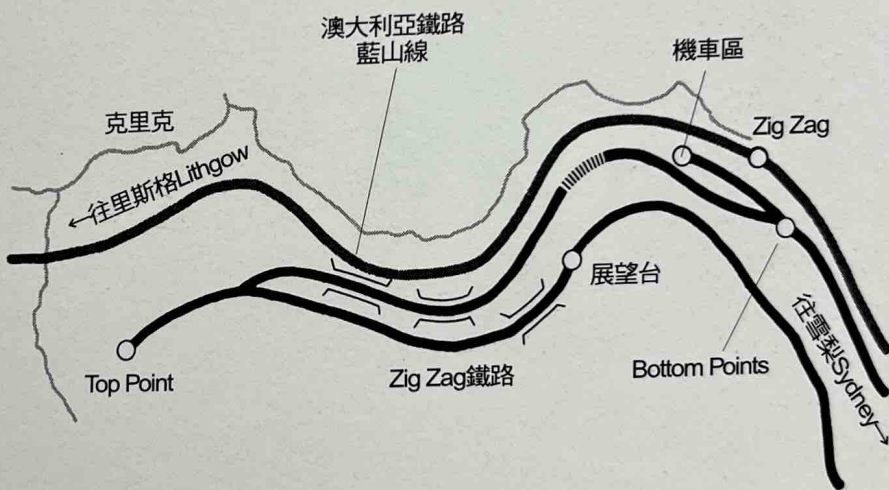 澳大利亞鐵路
藍山線
機車區
克里克
Zig Zag
←往里斯格Lithgow
展望台
往雪梨Sydney→
Bottom Points
Top Point
Zig Zag鐵路